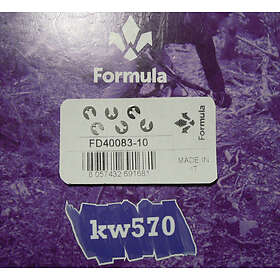 Formula
FD40083-10
8 057432 691681
Formula
MADE IN
IT
kw570